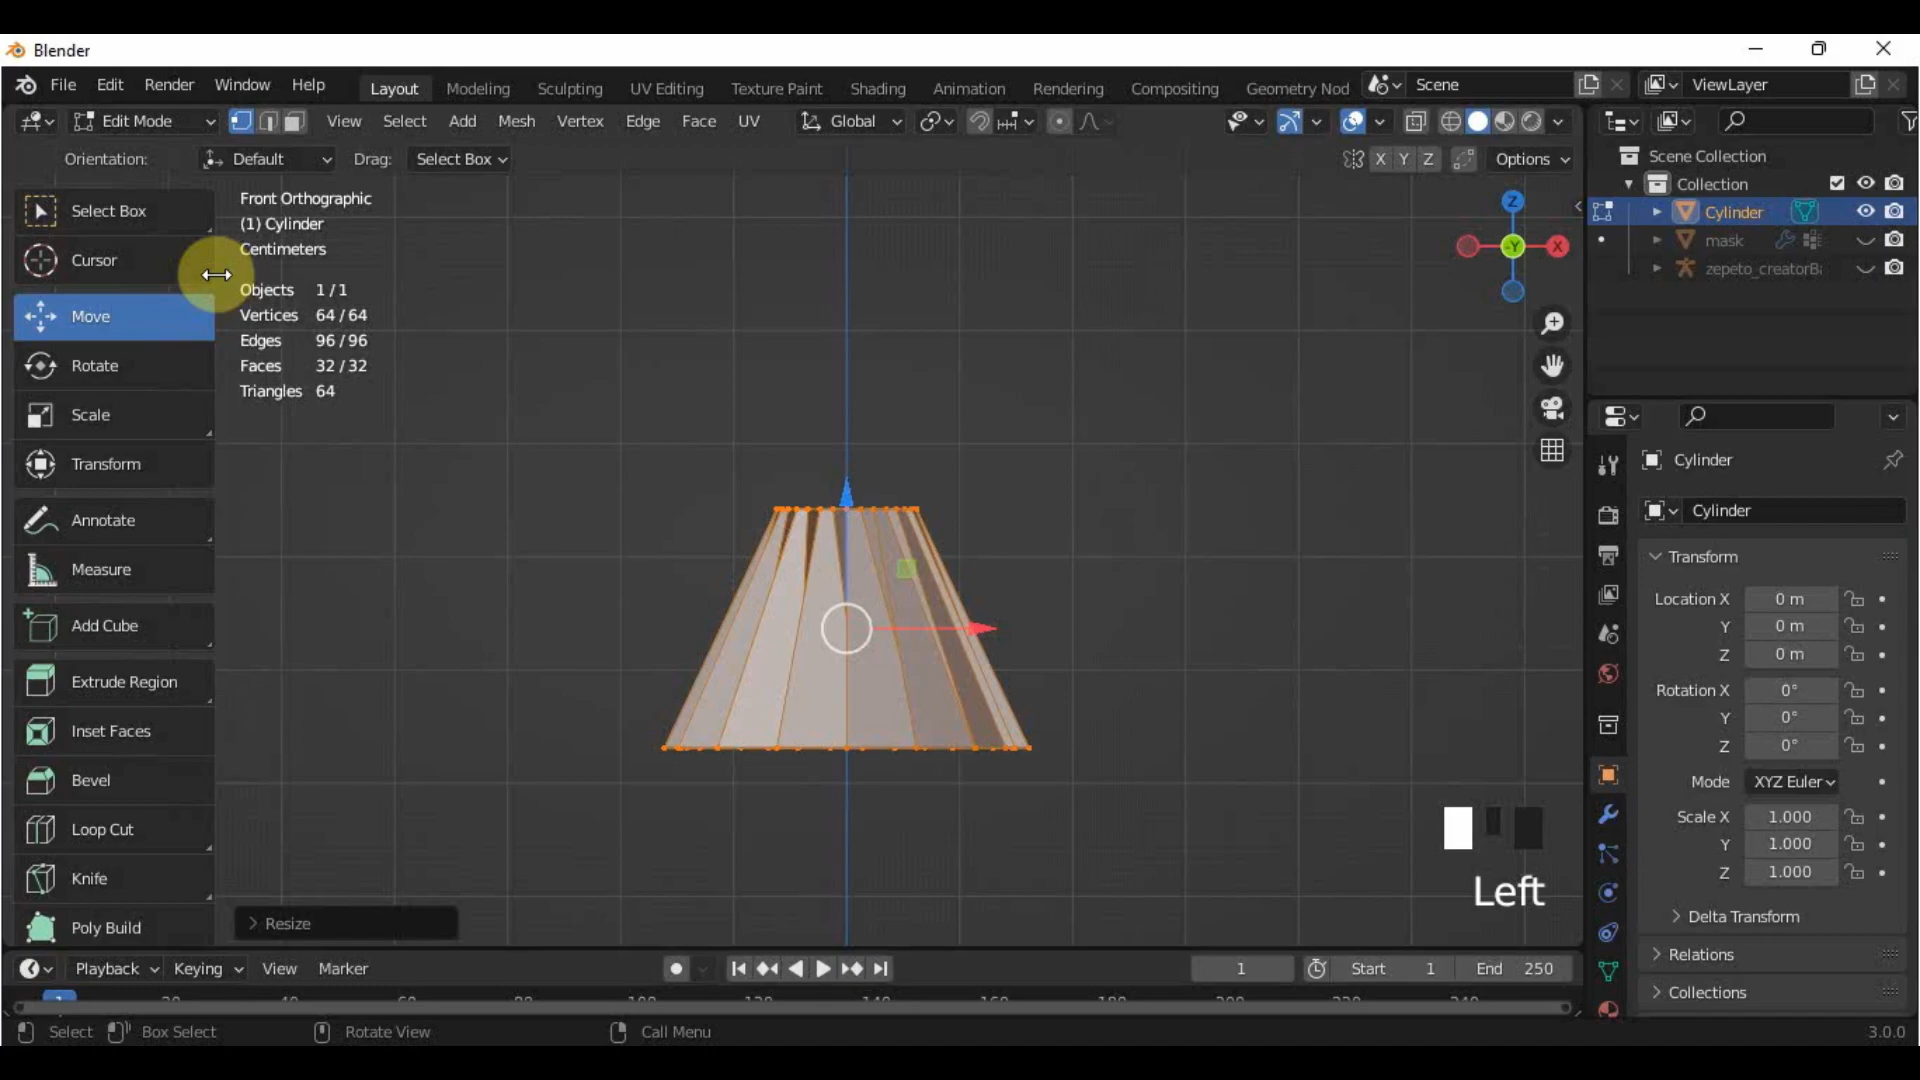 Blender
File Edit Render Window Help Layout Modeling Sculpting UV Editing Texture Paint Shading Animation Rendering Compositing Geometry Nod Scene ViewLayer
Edit Mode View Select Add Mesh Vertex Edge Face UV Global
Orientation: Default Drag: Select Box X Y Z Options
Select Box
Cursor
Move
Rotate
Scale
Transform
Annotate
Measure
Add Cube
Extrude Region
Inset Faces
Bevel
Loop Cut
Knife
Poly Build
Front Orthographic
(1) Cylinder
Centimeters
Objects 1/1
Vertices 64/64
Edges 96/96
Faces 32/32
Triangles 64
Z
-Y
X
Left
Resize
Scene Collection
Collection
Cylinder
mask
zepeto_creatorBa
Cylinder
Cylinder
Transform
Location X 0 m
Y 0 m
Z 0 m
Rotation X 0°
Y 0°
Z 0°
Mode XYZ Euler
Scale X 1.000
Y 1.000
Z 1.000
Delta Transform
Relations
Collections
Playback Keying View Marker 1 Start 1 End 250
Select Box Select Rotate View Call Menu 3.0.0